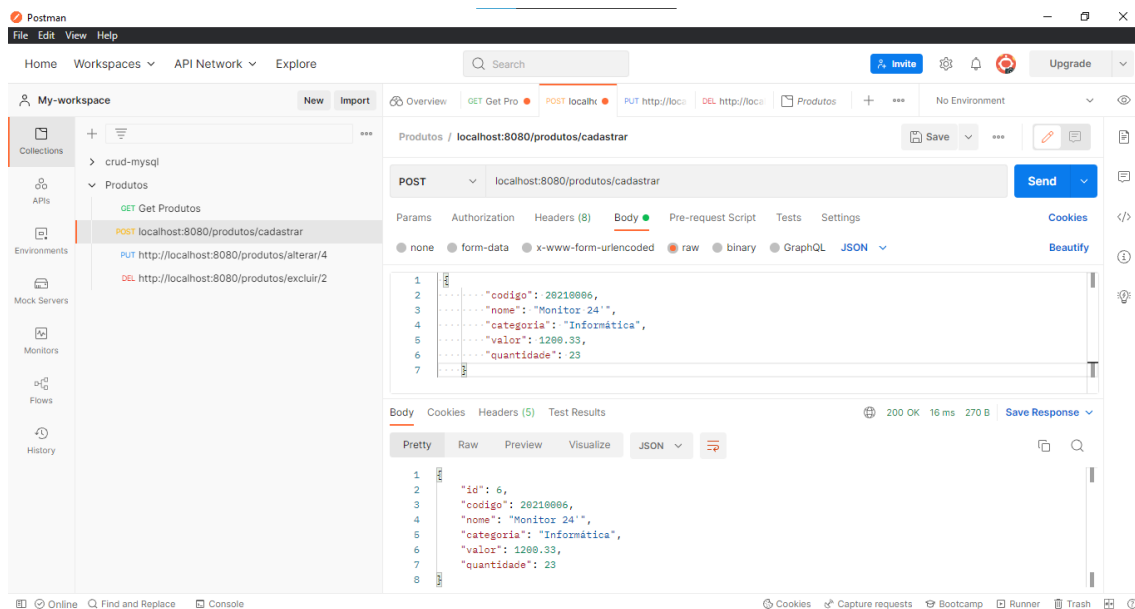 Postman
File Edit View Help
Home Workspaces API Network Explore Search Invite Upgrade
My-workspace New Import
Overview GET Get Pro POST localhc PUT http://loca DEL http://loca Produtos + No Environment
Collections
APIs
Environments
Mock Servers
Monitors
Flows
History
crud-mysql
Produtos
GET Get Produtos
POST localhost:8080/produtos/cadastrar
PUT http://localhost:8080/produtos/alterar/4
DEL http://localhost:8080/produtos/excluir/2
Produtos / localhost:8080/produtos/cadastrar Save
POST localhost:8080/produtos/cadastrar Send
Params Authorization Headers (8) Body Pre-request Script Tests Settings Cookies
none form-data x-www-form-urlencoded raw binary GraphQL JSON Beautify
1 {
2 "codigo": 20210006,
3 "nome": "Monitor 24'",
4 "categoria": "Informática",
5 "valor": 1200.33,
6 "quantidade": 23
7 }
Body Cookies Headers (5) Test Results 200 OK 16 ms 270 B Save Response
Pretty Raw Preview Visualize JSON
1 {
2 "id": 6,
3 "codigo": 20210006,
4 "nome": "Monitor 24'",
5 "categoria": "Informática",
6 "valor": 1200.33,
7 "quantidade": 23
8 }
Online Find and Replace Console Cookies Capture requests Bootcamp Runner Trash